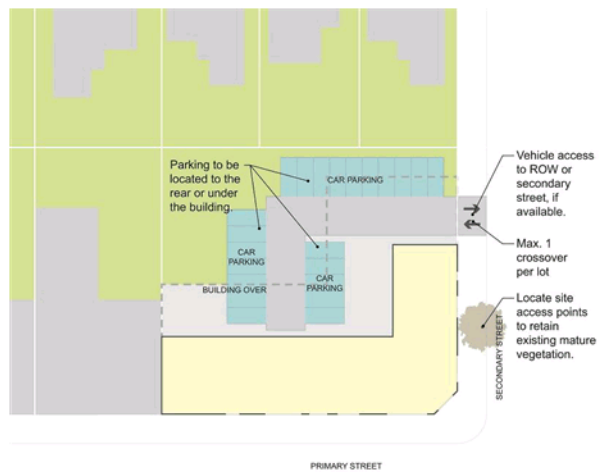 Parking to be
located to the
rear or under
the building.
CAR PARKING
CAR
PARKING
CAR
PARKING
BUILDING OVER
Vehicle access
to ROW or
secondary
street, if
available.
Max. 1
crossover
per lot
Locate site
access points
to retain
existing mature
vegetation.
SECONDARY STREET
PRIMARY STREET